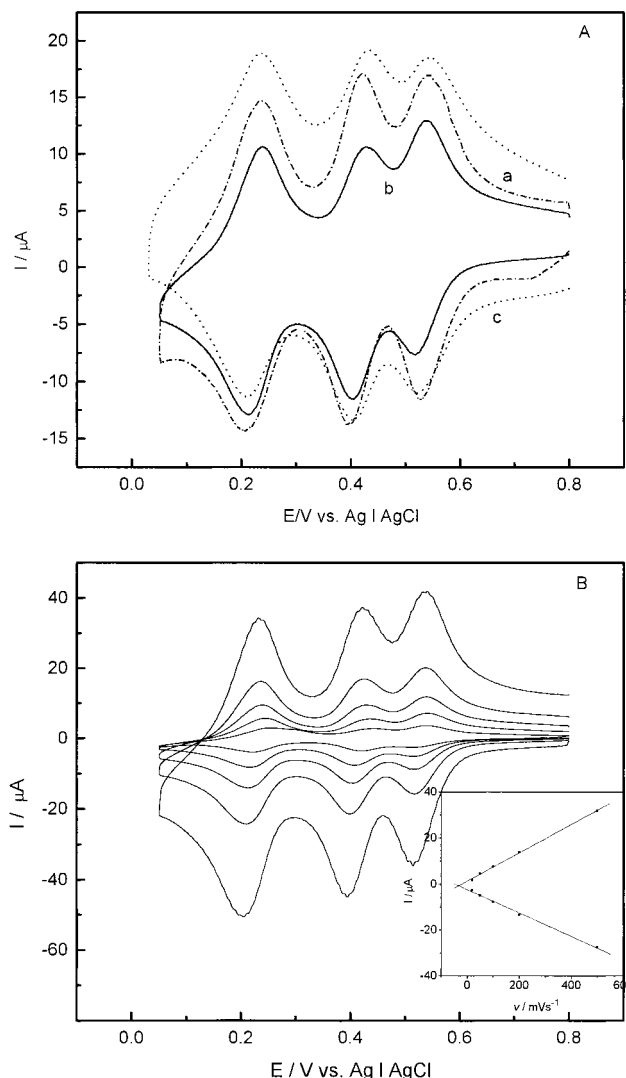 A
20
15
10
5
0
-5
-10
-15
I / μA
a
b
c
0.0 0.2 0.4 0.6 0.8
E/V vs. Ag I AgCl
B
40
20
0
-20
-40
-60
I / μA
40
20
0
-20
-40
I / μA
0 200 400 600
ν / mVs⁻¹
0.0 0.2 0.4 0.6 0.8
E / V vs. Ag I AgCl